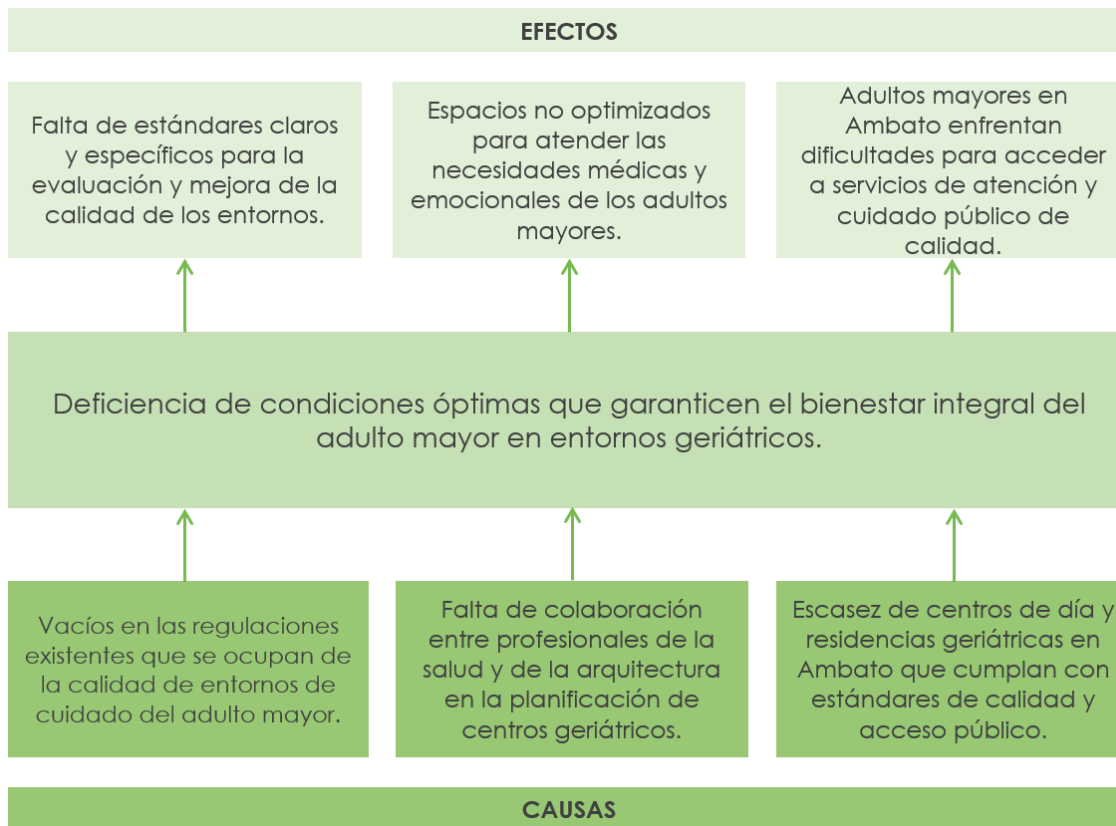 EFECTOS
Falta de estándares claros
y específicos para la
evaluación y mejora de la
calidad de los entornos.
Espacios no optimizados
para atender las
necesidades médicas y
emocionales de los adultos
mayores.
Adultos mayores en
Ambato enfrentan
dificultades para acceder
a servicios de atención y
cuidado público de
calidad.
Deficiencia de condiciones óptimas que garanticen el bienestar integral del
adulto mayor en entornos geriátricos.
Vacíos en las regulaciones
existentes que se ocupan de
la calidad de entornos de
cuidado del adulto mayor.
Falta de colaboración
entre profesionales de la
salud y de la arquitectura
en la planificación de
centros geriátricos.
Escasez de centros de día y
residencias geriátricas en
Ambato que cumplan con
estándares de calidad y
acceso público.
CAUSAS